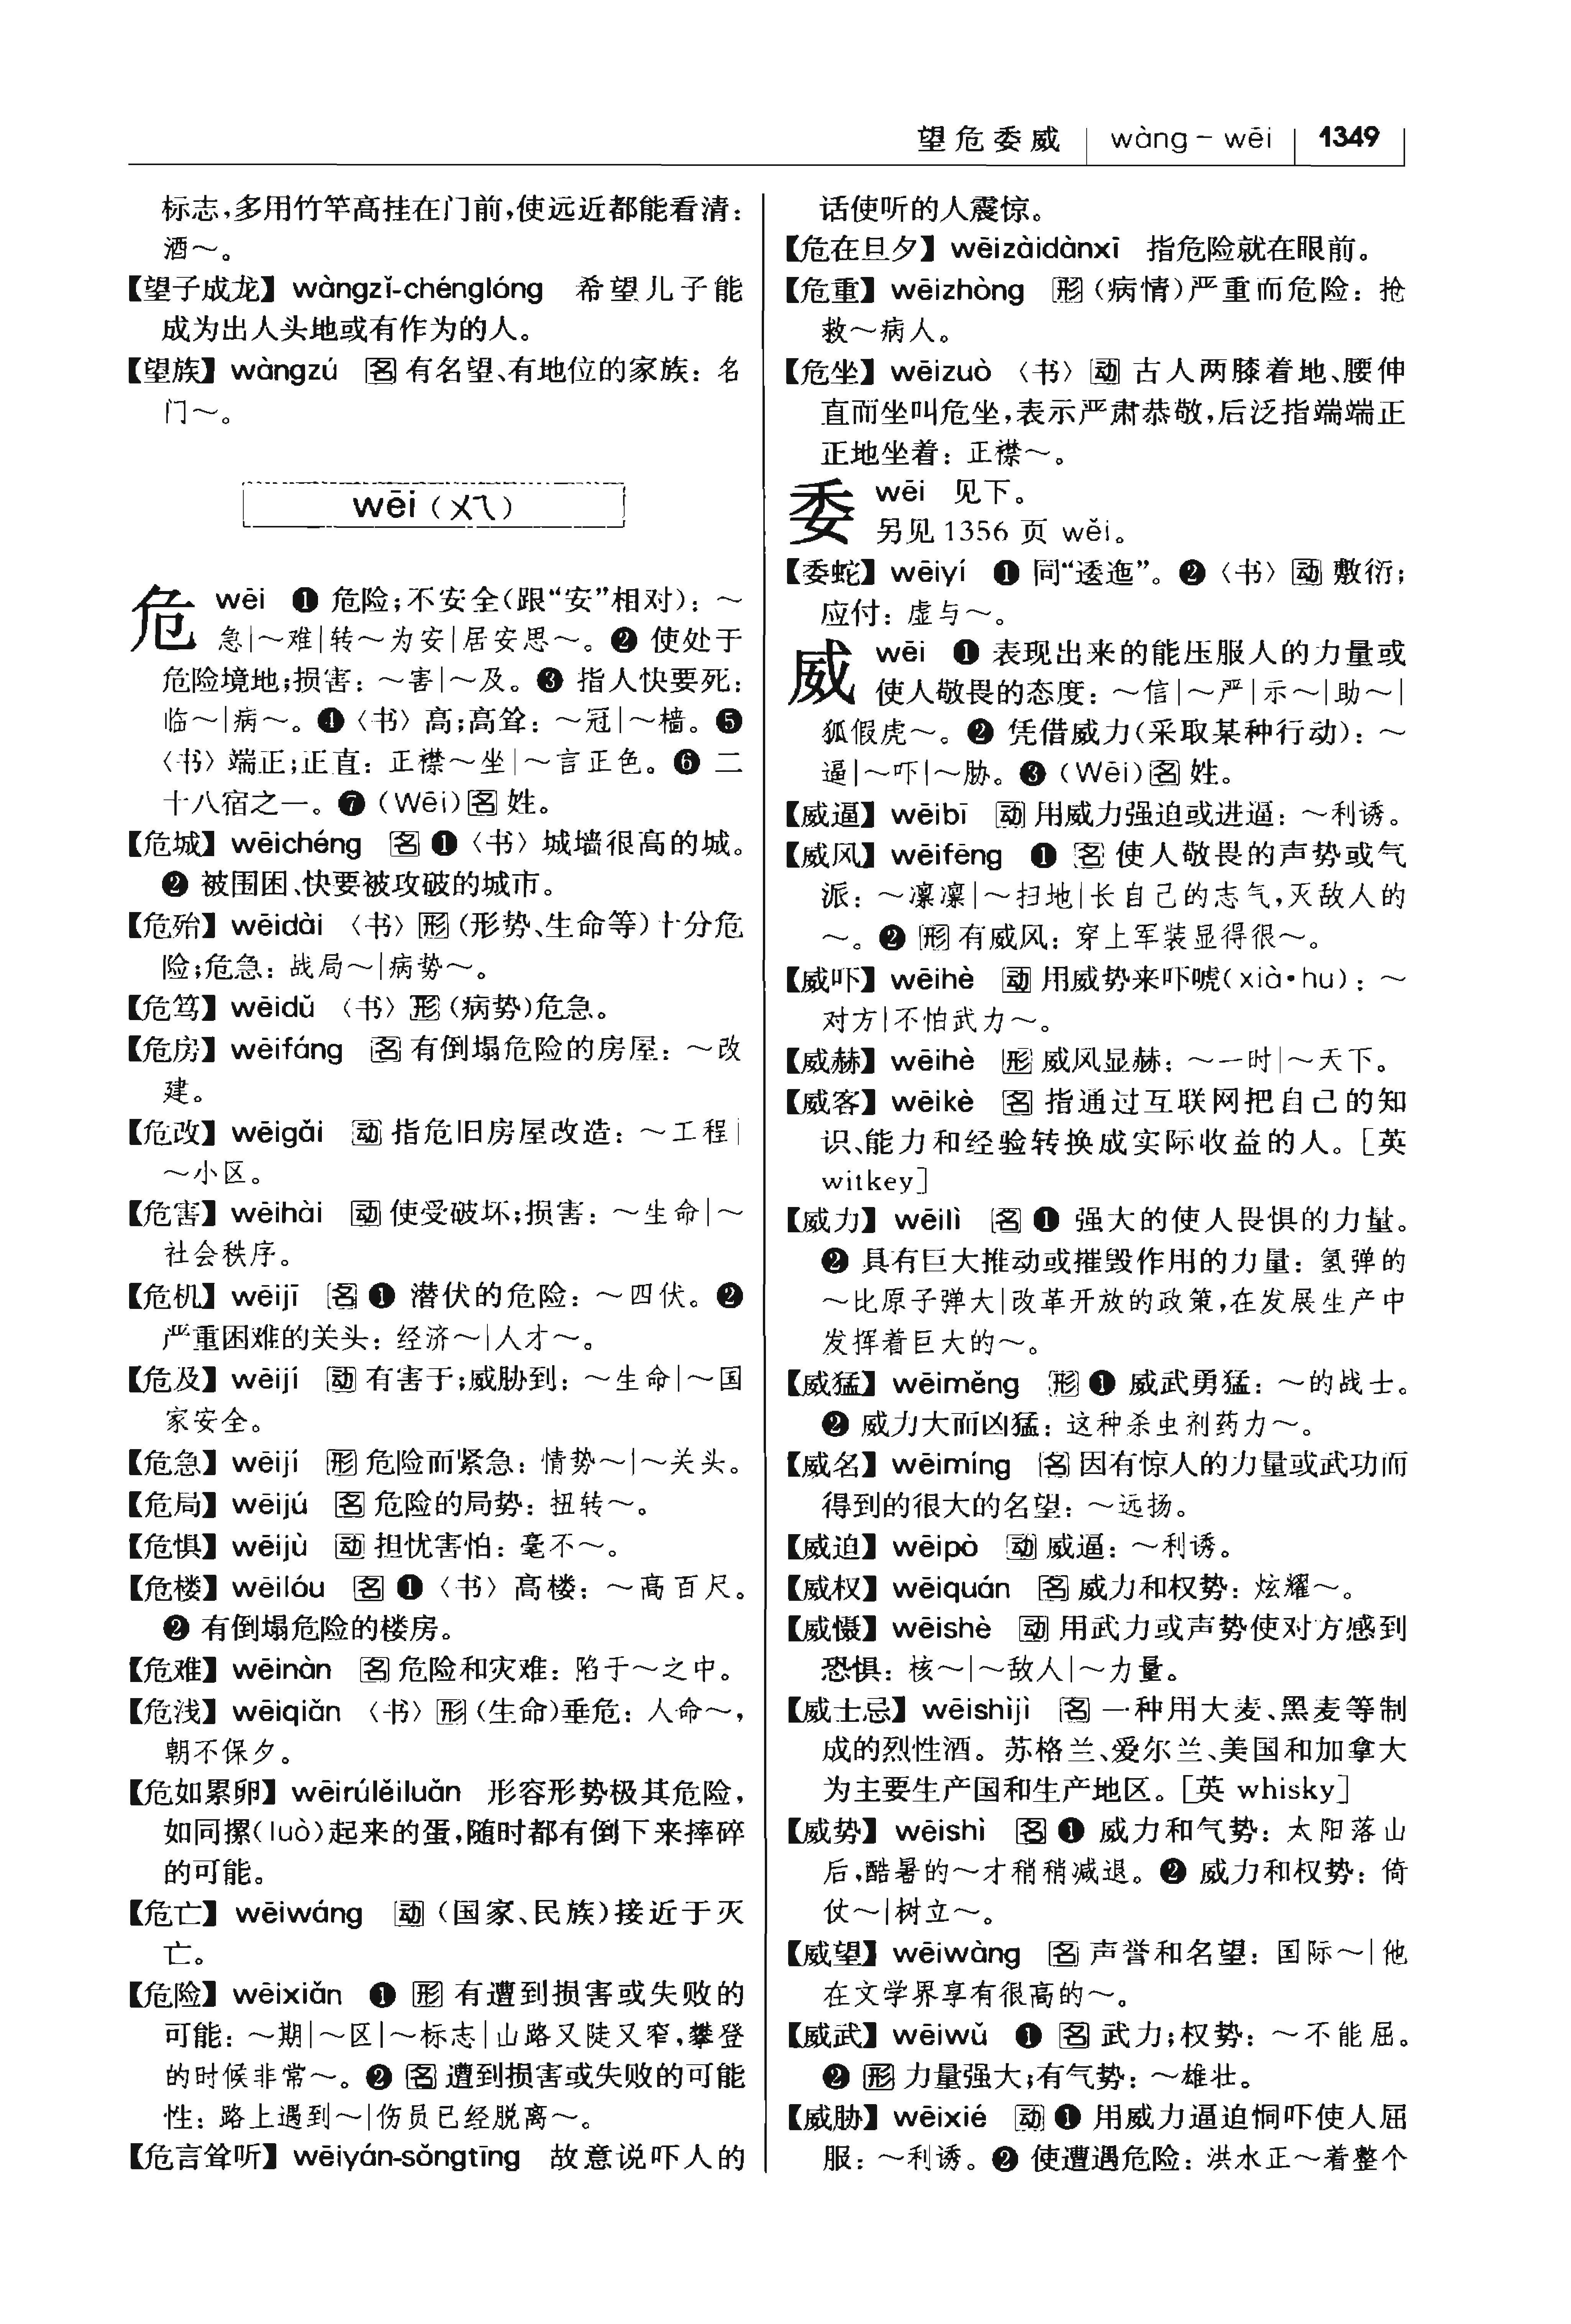 望危委威 wàng – wēi 1349
标志,多用竹竿高挂在门前,使远近都能看清:
酒~。
【望子成龙】 wàngzǐ-chénglóng 希望儿子能
成为出人头地或有作为的人。
【望族】 wàngzú 名 有名望、有地位的家族: 名
门~。
wēi (ㄨㄟ)
危 wēi ❶ 危险;不安全(跟“安”相对): ~
急|~难|转~为安|居安思~。❷ 使处于
危险境地;损害: ~害|~及。❸ 指人快要死:
临~|病~。❹〈书〉高;高耸: ~冠|~樯。❺
〈书〉端正;正直: 正襟~坐|~言正色。❻ 二
十八宿之一。❼ (Wēi) 名 姓。
【危城】 wēichéng 名 ❶〈书〉城墙很高的城。
❷ 被围困、快要被攻破的城市。
【危殆】 wēidài 〈书〉形 (形势、生命等)十分危
险;危急: 战局~|病势~。
【危笃】 wēidǔ 〈书〉形 (病势)危急。
【危房】 wēifáng 名 有倒塌危险的房屋: ~改
建。
【危改】 wēigǎi 动 指危旧房屋改造: ~工程|
~小区。
【危害】 wēihài 动 使受破坏;损害: ~生命|~
社会秩序。
【危机】 wēijī 名 ❶ 潜伏的危险: ~四伏。❷
严重困难的关头: 经济~|人才~。
【危及】 wēijí 动 有害于;威胁到: ~生命|~国
家安全。
【危急】 wēijí 形 危险而紧急: 情势~|~关头。
【危局】 wēijú 名 危险的局势: 扭转~。
【危惧】 wēijù 动 担忧害怕: 毫不~。
【危楼】 wēilóu 名 ❶〈书〉高楼: ~高百尺。
❷ 有倒塌危险的楼房。
【危难】 wēinàn 名 危险和灾难: 陷于~之中。
【危浅】 wēiqiǎn 〈书〉形 (生命)垂危: 人命~,
朝不保夕。
【危如累卵】 wēirúlěiluǎn 形容形势极其危险,
如同摞(luò)起来的蛋,随时都有倒下来摔碎
的可能。
【危亡】 wēiwáng 动 (国家、民族)接近于灭
亡。
【危险】 wēixiǎn ❶ 形 有遭到损害或失败的
可能: ~期|~区|~标志|山路又陡又窄,攀登
的时候非常~。❷ 名 遭到损害或失败的可能
性: 路上遇到~|伤员已经脱离~。
【危言耸听】 wēiyán-sǒngtīng 故意说吓人的
话使听的人震惊。
【危在旦夕】 wēizàidànxī 指危险就在眼前。
【危重】 wēizhòng 形 (病情)严重而危险: 抢
救~病人。
【危坐】 wēizuò 〈书〉动 古人两膝着地、腰伸
直而坐叫危坐,表示严肃恭敬,后泛指端端正
正地坐着: 正襟~。
委 wēi 见下。
另见 1356 页 wěi。
【委蛇】 wēiyí ❶ 同“逶迤”。❷〈书〉动 敷衍;
应付: 虚与~。
威 wēi ❶ 表现出来的能压服人的力量或
使人敬畏的态度: ~信|~严|示~|助~|
狐假虎~。❷ 凭借威力(采取某种行动): ~
逼|~吓|~胁。❸ (Wēi) 名 姓。
【威逼】 wēibī 动 用威力强迫或进逼: ~利诱。
【威风】 wēifēng ❶ 名 使人敬畏的声势或气
派: ~凛凛|~扫地|长自己的志气,灭敌人的
~。❷ 形 有威风: 穿上军装显得很~。
【威吓】 wēihè 动 用威势来吓唬(xià·hu): ~
对方|不怕武力~。
【威赫】 wēihè 形 威风显赫: ~一时|~天下。
【威客】 wēikè 名 指通过互联网把自己的知
识、能力和经验转换成实际收益的人。[英
witkey]
【威力】 wēilì 名 ❶ 强大的使人畏惧的力量。
❷ 具有巨大推动或摧毁作用的力量: 氢弹的
~比原子弹大|改革开放的政策,在发展生产中
发挥着巨大的~。
【威猛】 wēiměng 形 ❶ 威武勇猛: ~的战士。
❷ 威力大而凶猛: 这种杀虫剂药力~。
【威名】 wēimíng 名 因有惊人的力量或武功而
得到的很大的名望: ~远扬。
【威迫】 wēipò 动 威逼: ~利诱。
【威权】 wēiquán 名 威力和权势: 炫耀~。
【威慑】 wēishè 动 用武力或声势使对方感到
恐惧: 核~|~敌人|~力量。
【威士忌】 wēishìjì 名 一种用大麦、黑麦等制
成的烈性酒。苏格兰、爱尔兰、美国和加拿大
为主要生产国和生产地区。[英 whisky]
【威势】 wēishì 名 ❶ 威力和气势: 太阳落山
后,酷暑的~才稍稍减退。❷ 威力和权势: 倚
仗~|树立~。
【威望】 wēiwàng 名 声誉和名望: 国际~|他
在文学界享有很高的~。
【威武】 wēiwǔ ❶ 名 武力;权势: ~不能屈。
❷ 形 力量强大;有气势: ~雄壮。
【威胁】 wēixié 动 ❶ 用威力逼迫恫吓使人屈
服: ~利诱。❷ 使遭遇危险: 洪水正~着整个